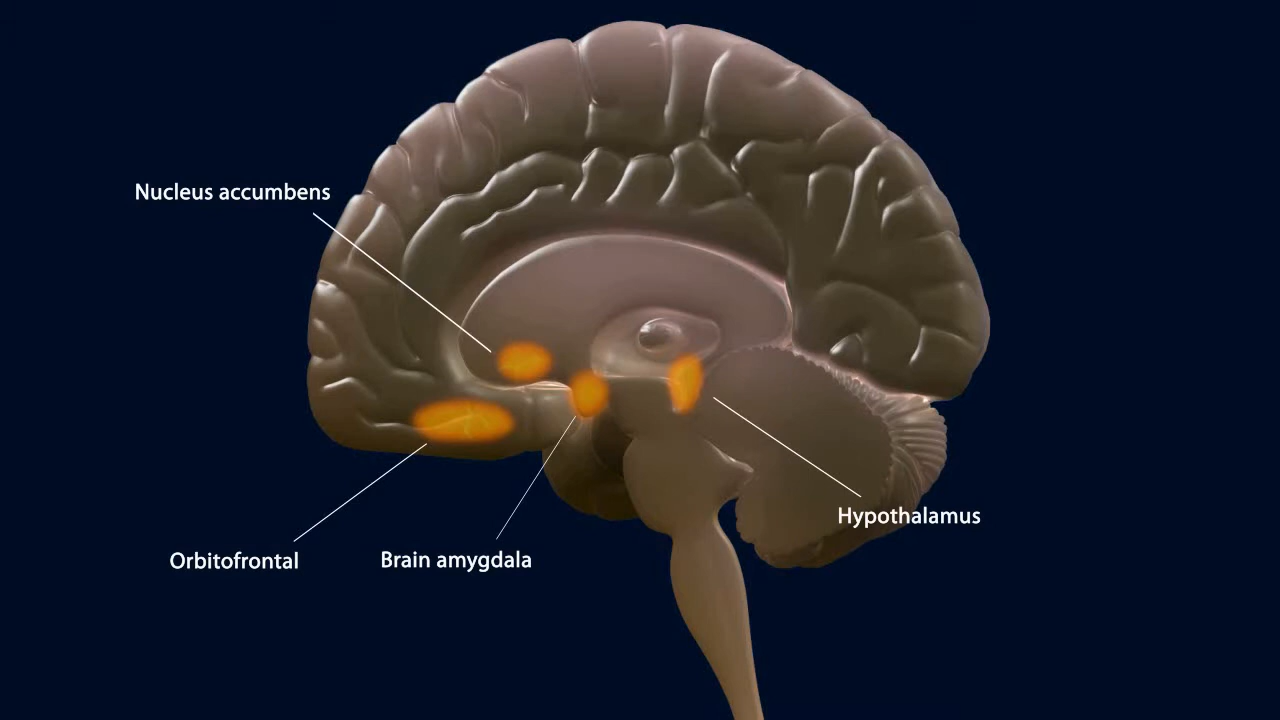 Nucleus accumbens
Hypothalamus
Orbitofrontal
Brain amygdala